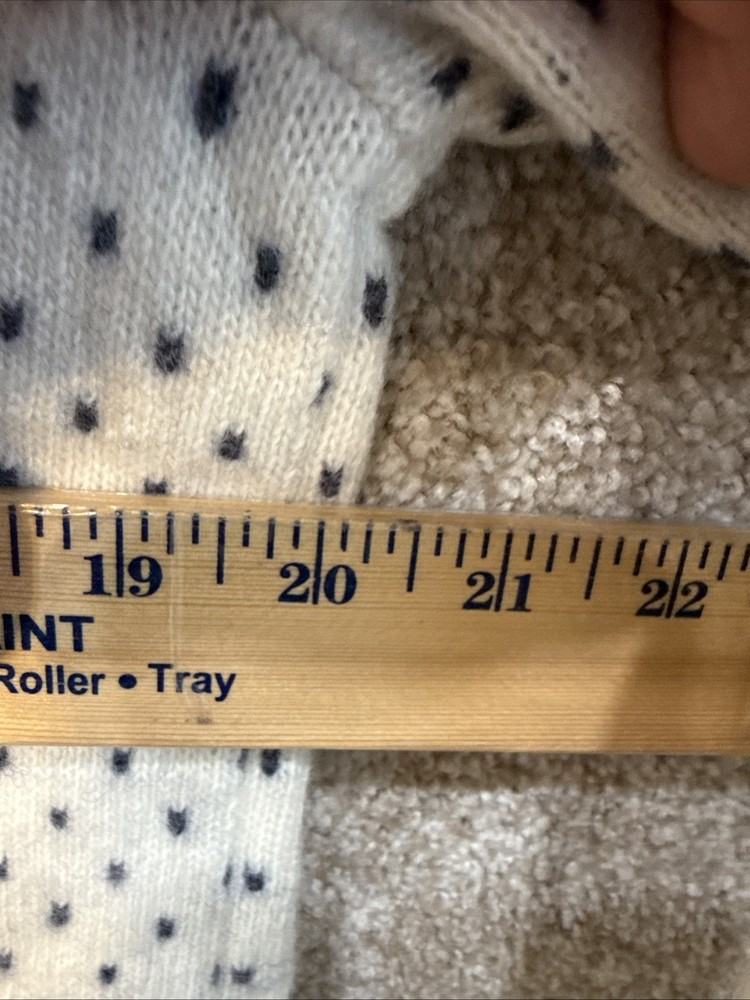 19 20 21 22
INT
Roller • Tray